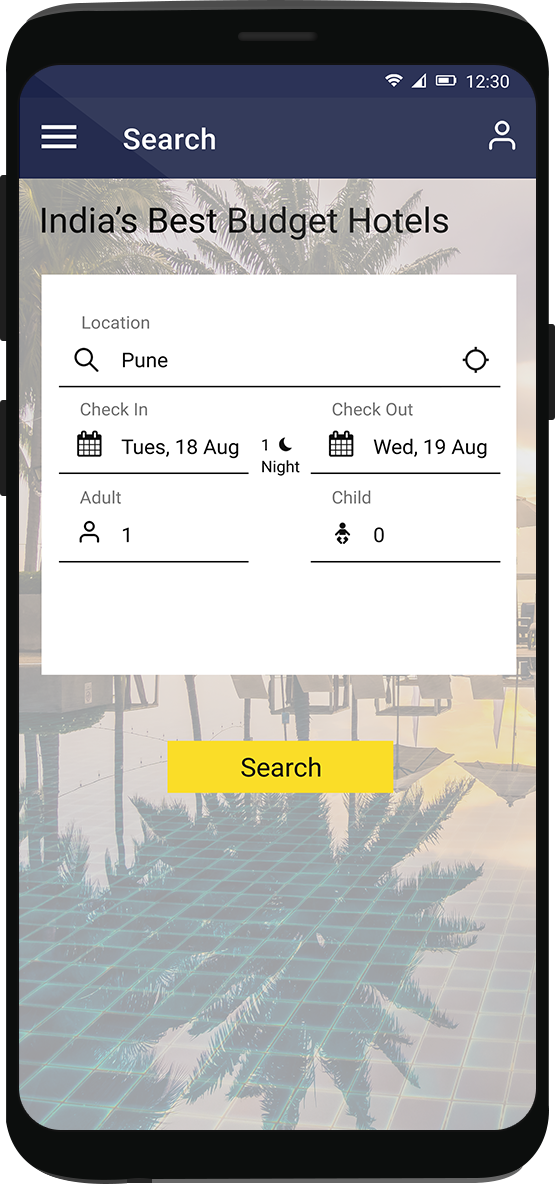 12:30
Search
India’s Best Budget Hotels
Location
Pune
Check In
Check Out
Tues, 18 Aug
1
Night
Wed, 19 Aug
Adult
Child
1
0
Search